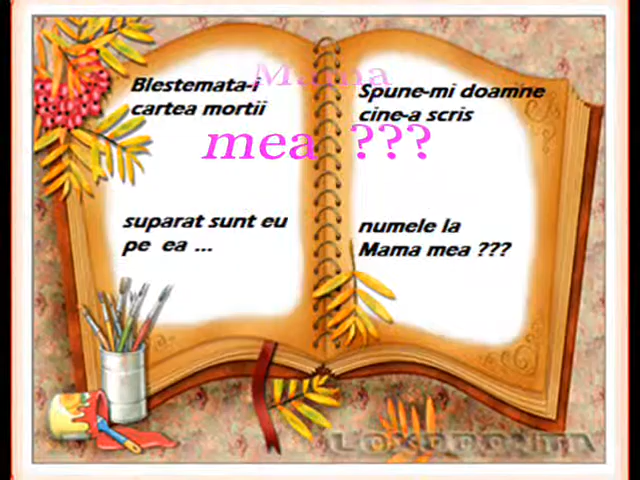 Blestemata-i
cartea mortii
suparat sunt eu
pe ea ...
Spune-mi doamne
cine-a scris
numele la
Mama mea ???
Mama
mea ???
LOXODONTA